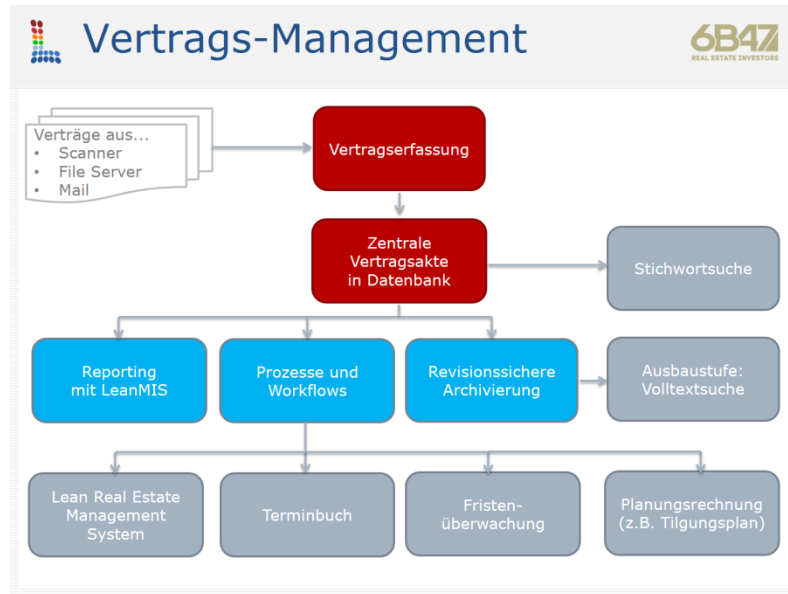 Vertrags-Management
6B47
REAL ESTATE INVESTORS
Verträge aus...
• Scanner
• File Server
• Mail
Vertragserfassung
Zentrale
Vertragsakte
in Datenbank
Stichwortsuche
Reporting
mit LeanMIS
Prozesse und
Workflows
Revisionssichere
Archivierung
Ausbaustufe:
Volltextsuche
Lean Real Estate
Management
System
Terminbuch
Fristen-
überwachung
Planungsrechnung
(z.B. Tilgungsplan)